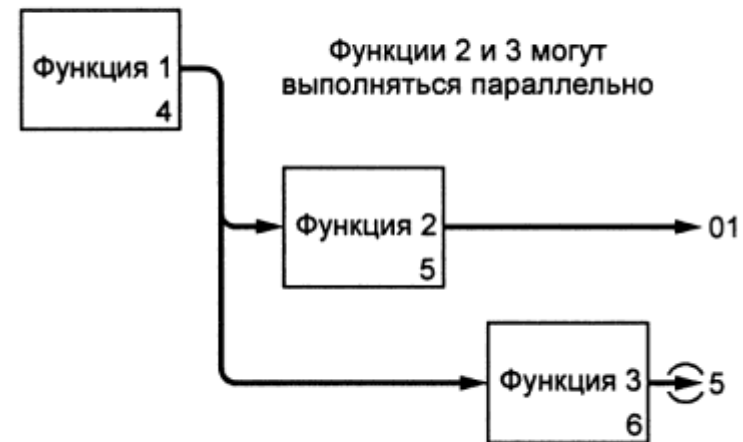 Функция 1
4
Функции 2 и 3 могут
выполняться параллельно
Функция 2
5
01
Функция 3
6
5